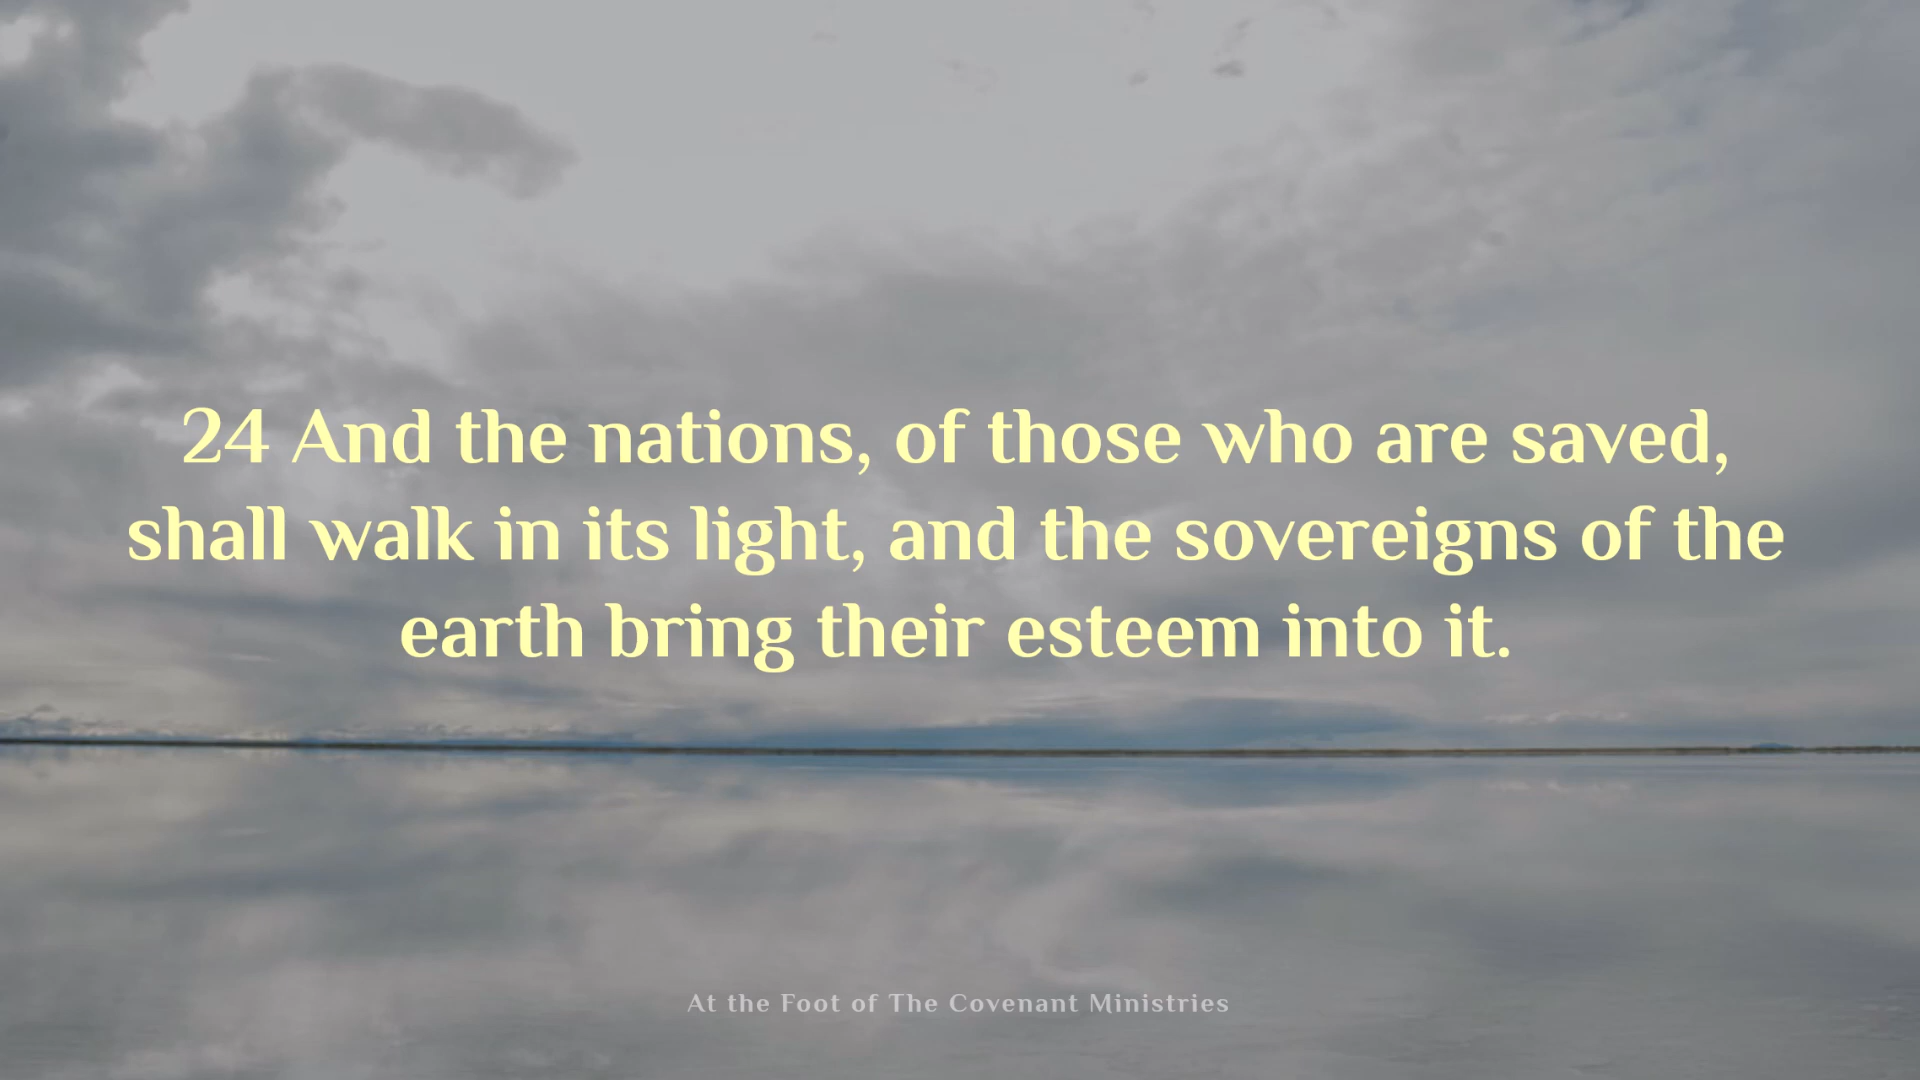 24 And the nations, of those who are saved,
shall walk in its light, and the sovereigns of the
earth bring their esteem into it.
At the Foot of The Covenant Ministries